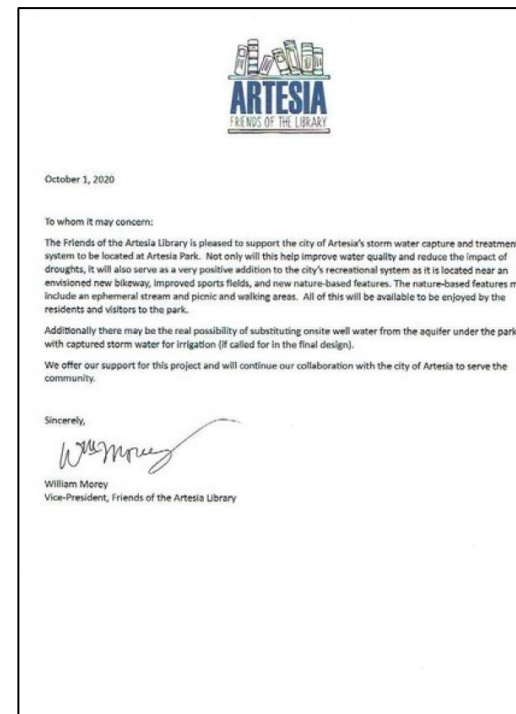 ARTESIA
FRIENDS OF THE LIBRARY
October 1, 2020
To whom it may concern:
The Friends of the Artesia Library is pleased to support the city of Artesia's storm water capture and treatmen
system to be located at Artesia Park. Not only will this help improve water quality and reduce the impact of
droughts, it will also serve as a very positive addition to the city's recreational system as it is located near an
envisioned new bikeway, improved sports fields, and new nature-based features. The nature-based features m
include an ephemeral stream and picnic and walking areas. All of this will be available to be enjoyed by the
residents and visitors to the park.
Additionally there may be the real possibility of substituting onsite well water from the aquifer under the park
with captured storm water for irrigation (if called for in the final design).
We offer our support for this project and will continue our collaboration with the city of Artesia to serve the
community.
Sincerely,
Wm Morey
William Morey
Vice-President, Friends of the Artesia Library